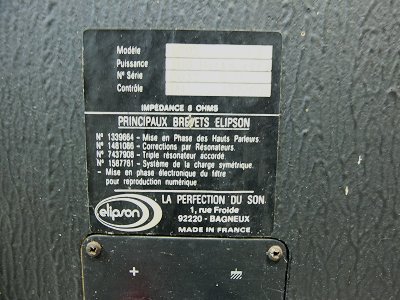 Modèle
Puissance
N° Série
Contrôle
IMPÉDANCE 8 OHMS
PRINCIPAUX BREVETS ELIPSON
N° 1339664 - Mise en Phase des Hauts Parleurs.
N° 1481086 - Corrections par Résonateurs.
N° 7437908 - Triple résonateur accordé.
N° 1587761 - Système de la charge symétrique.
- Mise en phase électronique du filtre
pour reproduction numérique
elipson
LA PERFECTION DU SON
1, rue Froide
92220 - BAGNEUX
MADE IN FRANCE
+